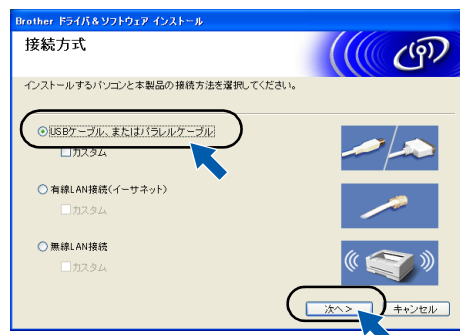 Brother ドライバ&ソフトウェア インストール
接続方式
インストールするパソコンと本製品の接続方法を選択してください。
USBケーブル、またはパラレルケーブル
カスタム
有線LAN接続(イーサネット)
カスタム
無線LAN接続
カスタム
次へ>
キャンセル